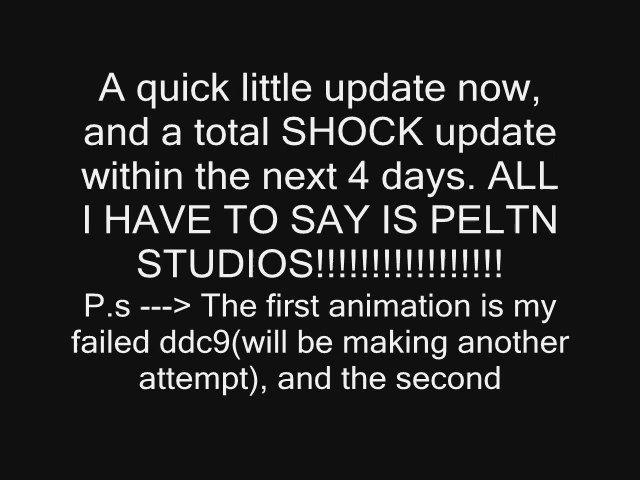 A quick little update now,
and a total SHOCK update
within the next 4 days. ALL
I HAVE TO SAY IS PELTN
STUDIOS!!!!!!!!!!!!!!!!!
P.s ---> The first animation is my
failed ddc9(will be making another
attempt), and the second